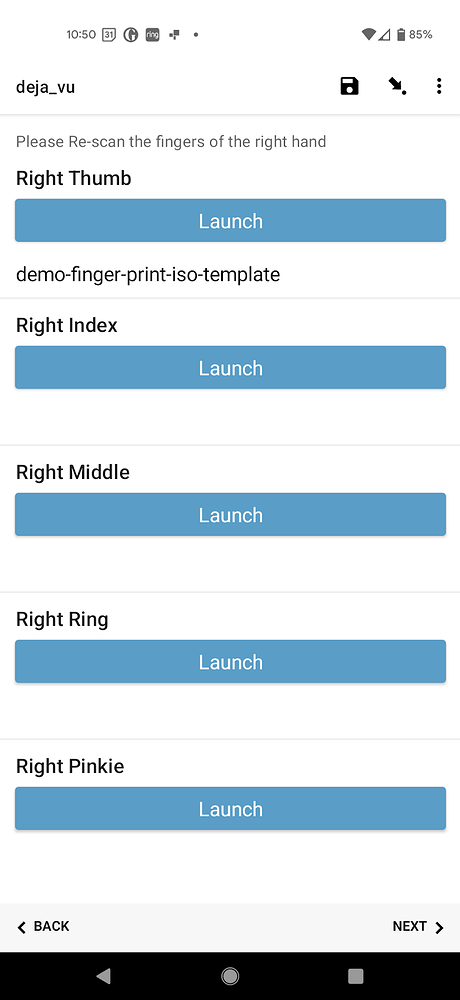 10:50
31
ring
85%
deja_vu
Please Re-scan the fingers of the right hand
Right Thumb
Launch
demo-finger-print-iso-template
Right Index
Launch
Right Middle
Launch
Right Ring
Launch
Right Pinkie
Launch
BACK
NEXT